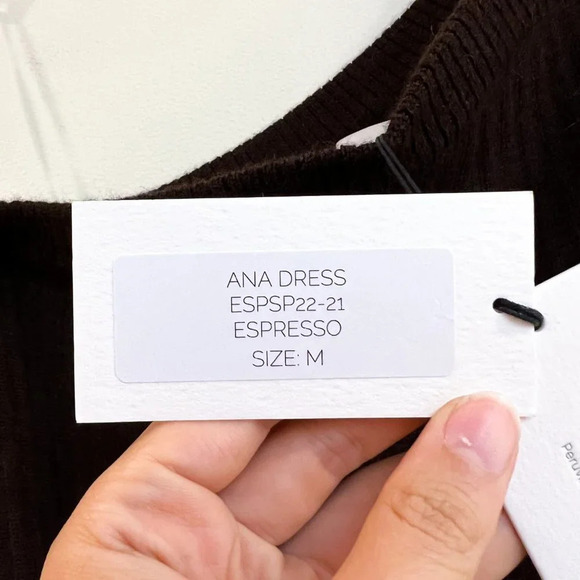 ANA DRESS
ESPSP22-21
ESPRESSO
SIZE: M